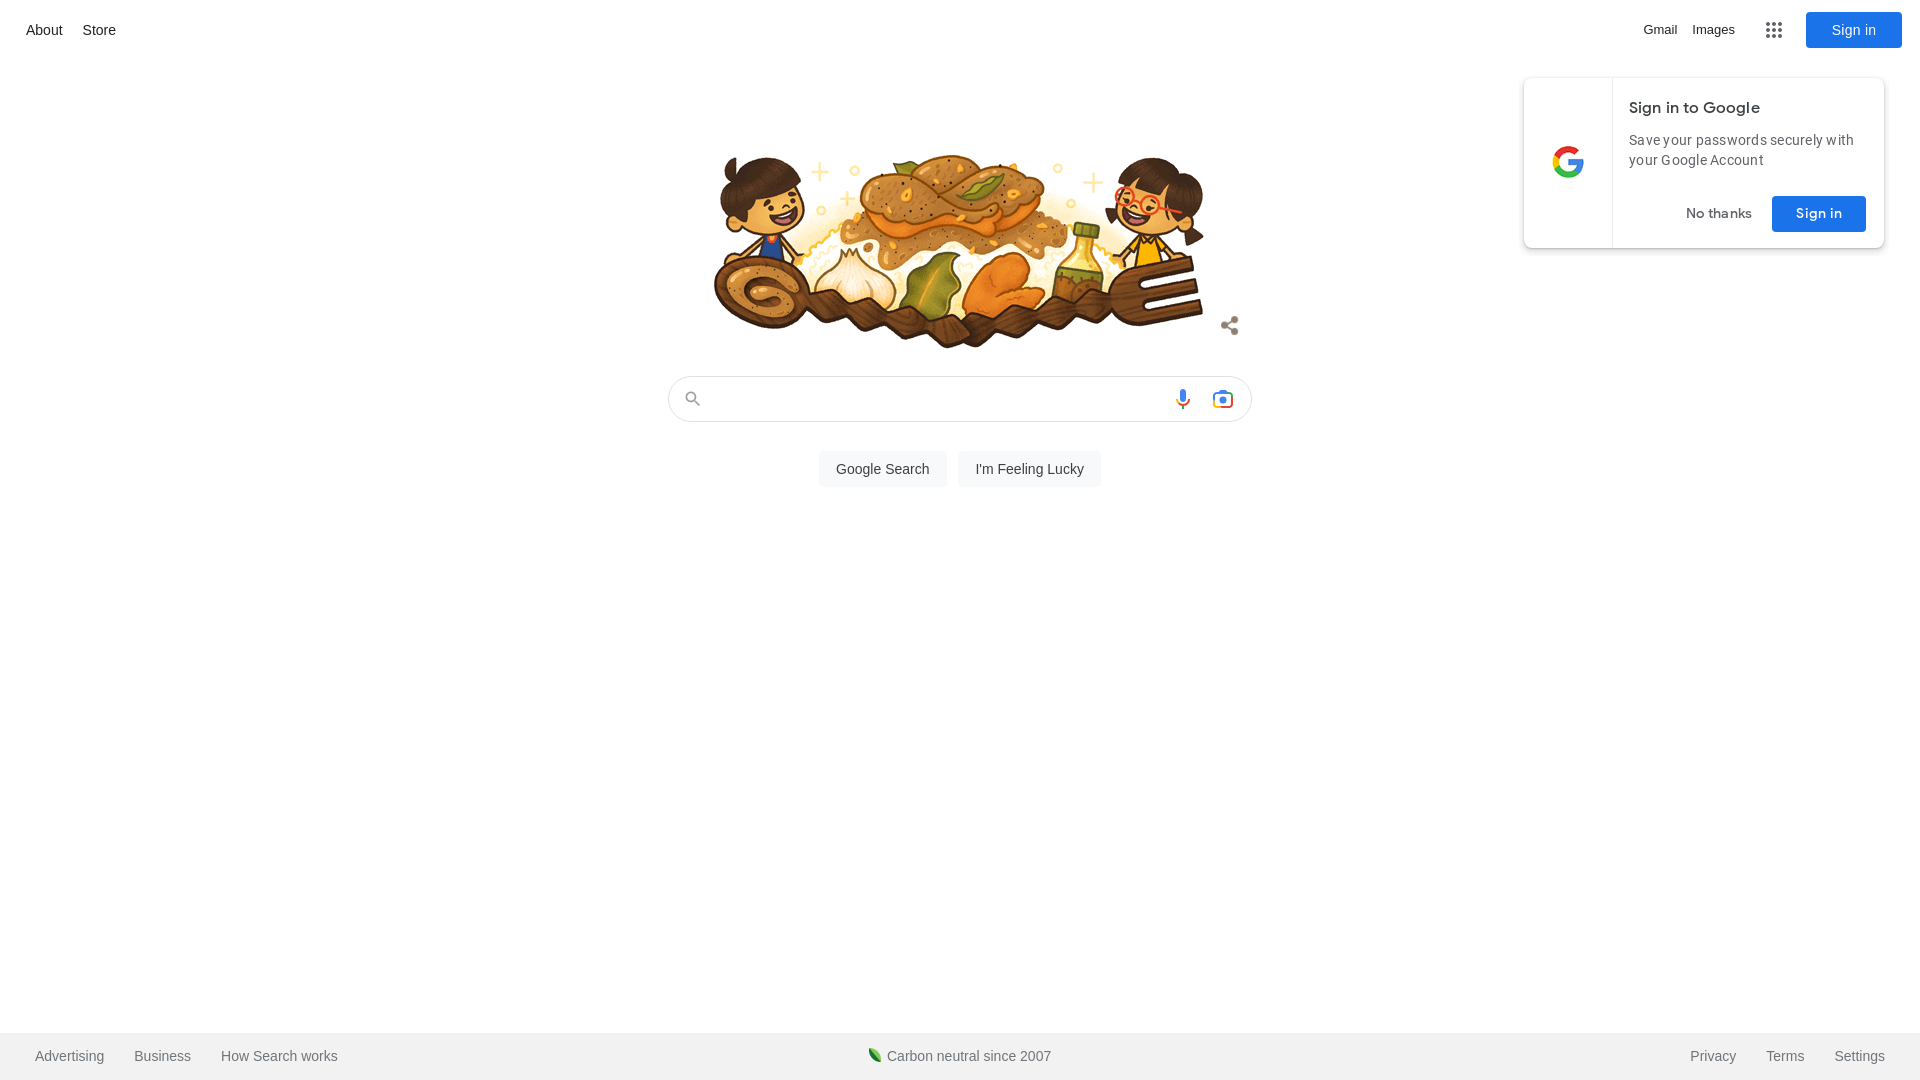 About Store
Gmail Images Sign in
Sign in to Google
Save your passwords securely with
your Google Account
No thanks Sign in
Google Search I'm Feeling Lucky
Advertising Business How Search works
Carbon neutral since 2007
Privacy Terms Settings